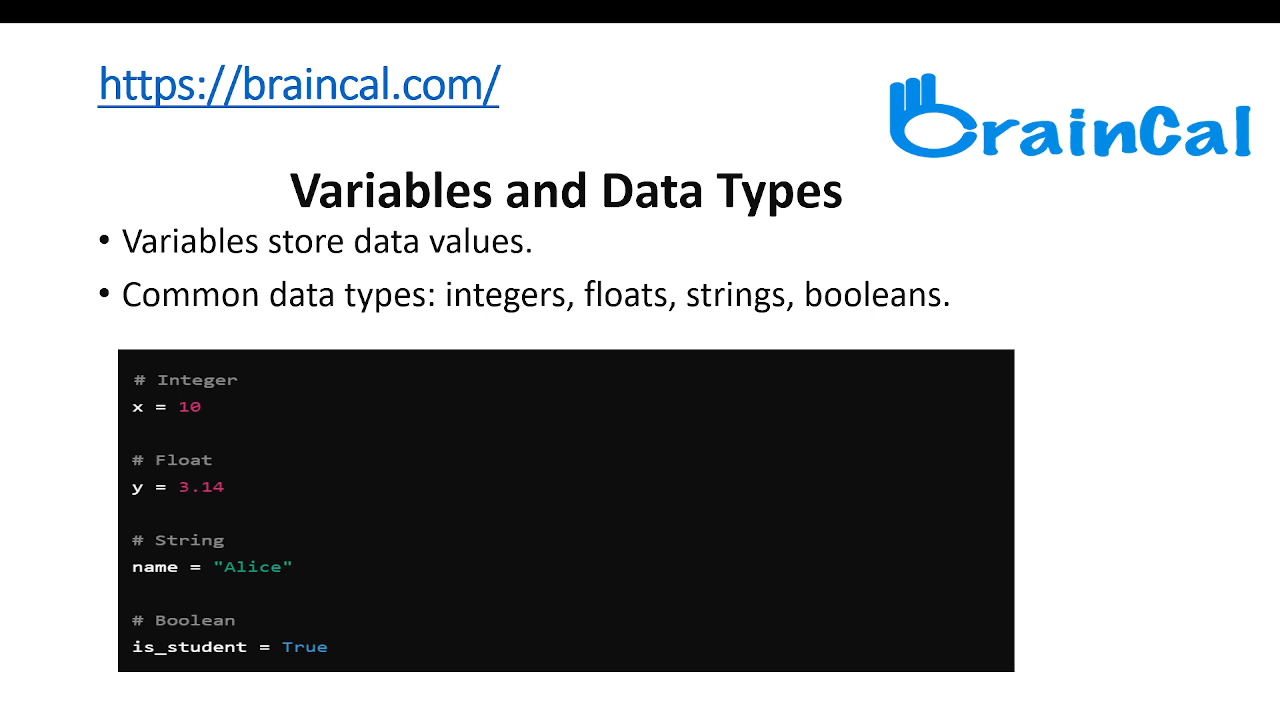 https://braincal.com/
brainCal
Variables and Data Types
• Variables store data values.
• Common data types: integers, floats, strings, booleans.
# Integer
x = 10
# Float
y = 3.14
# String
name = "Alice"
# Boolean
is_student = True